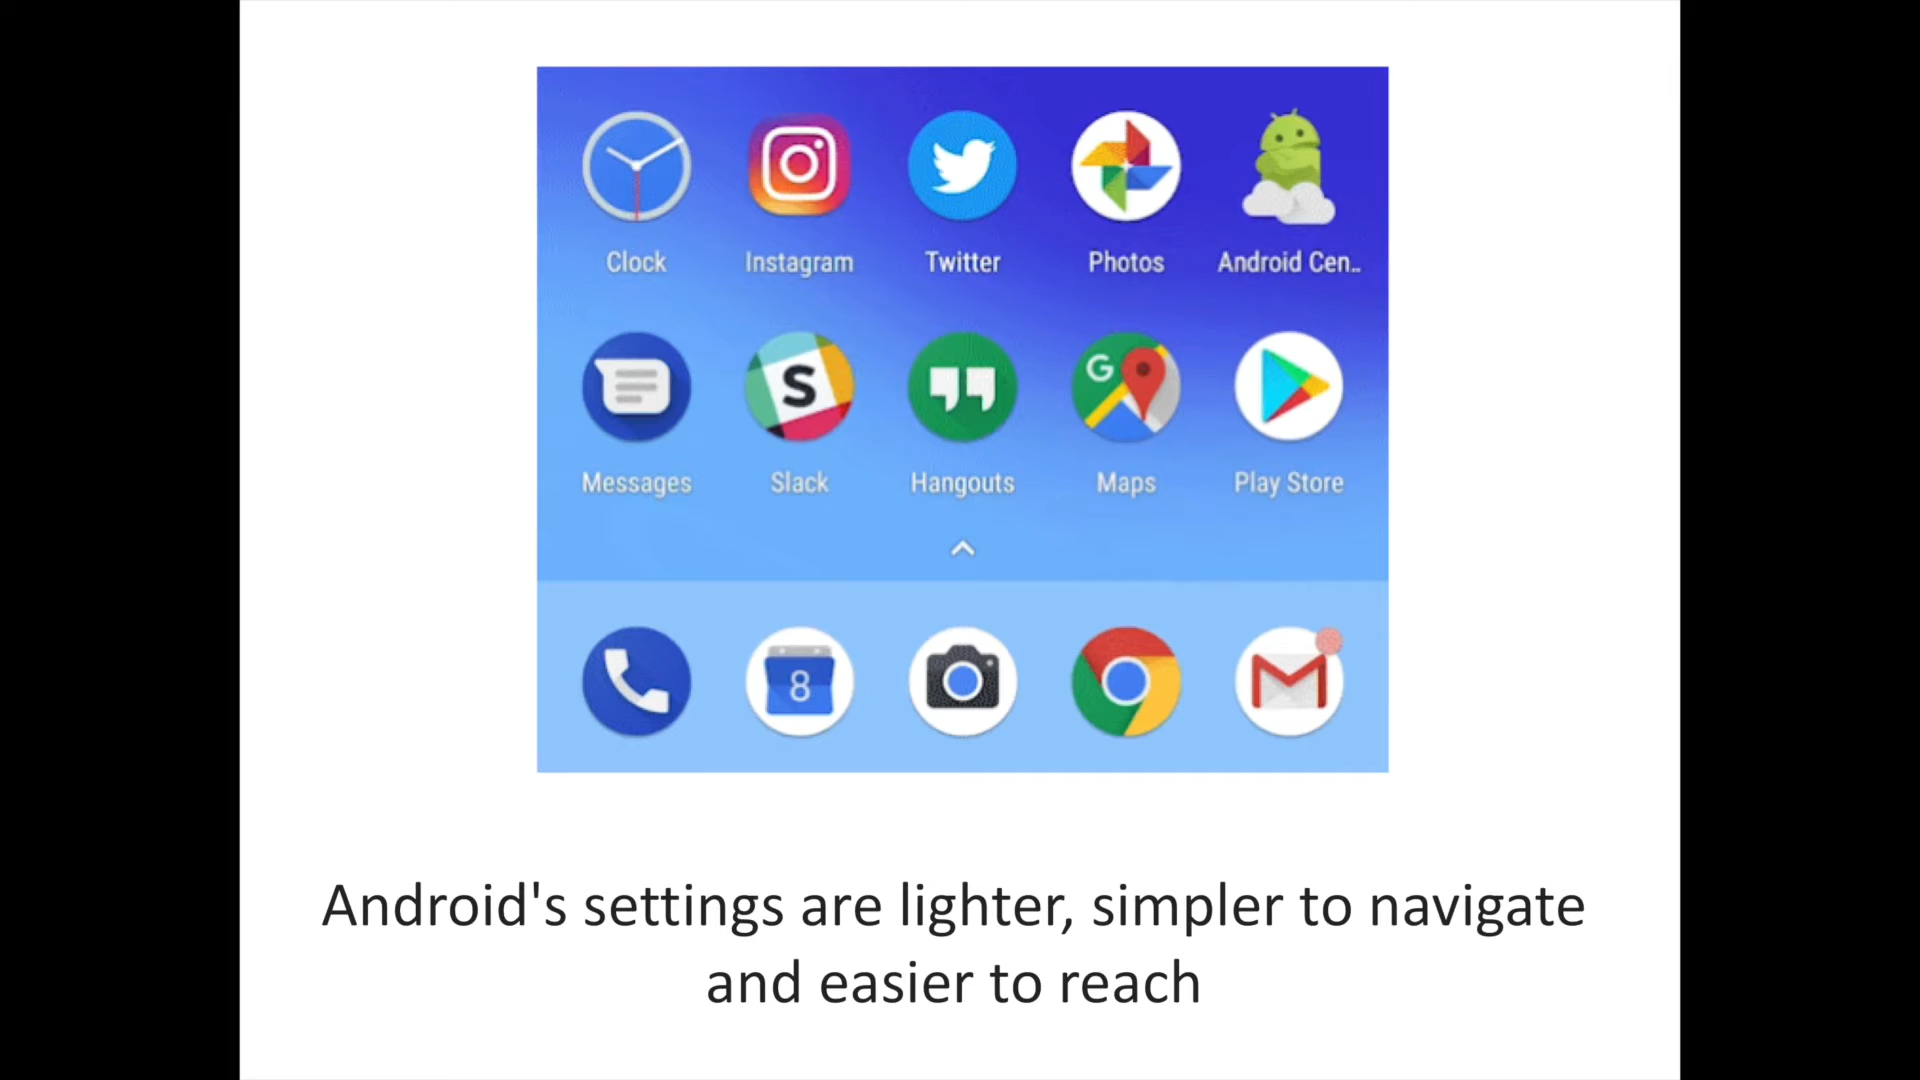 Clock Instagram Twitter Photos Android Cen..
S G
Messages Slack Hangouts Maps Play Store
8
Android's settings are lighter, simpler to navigate
and easier to reach